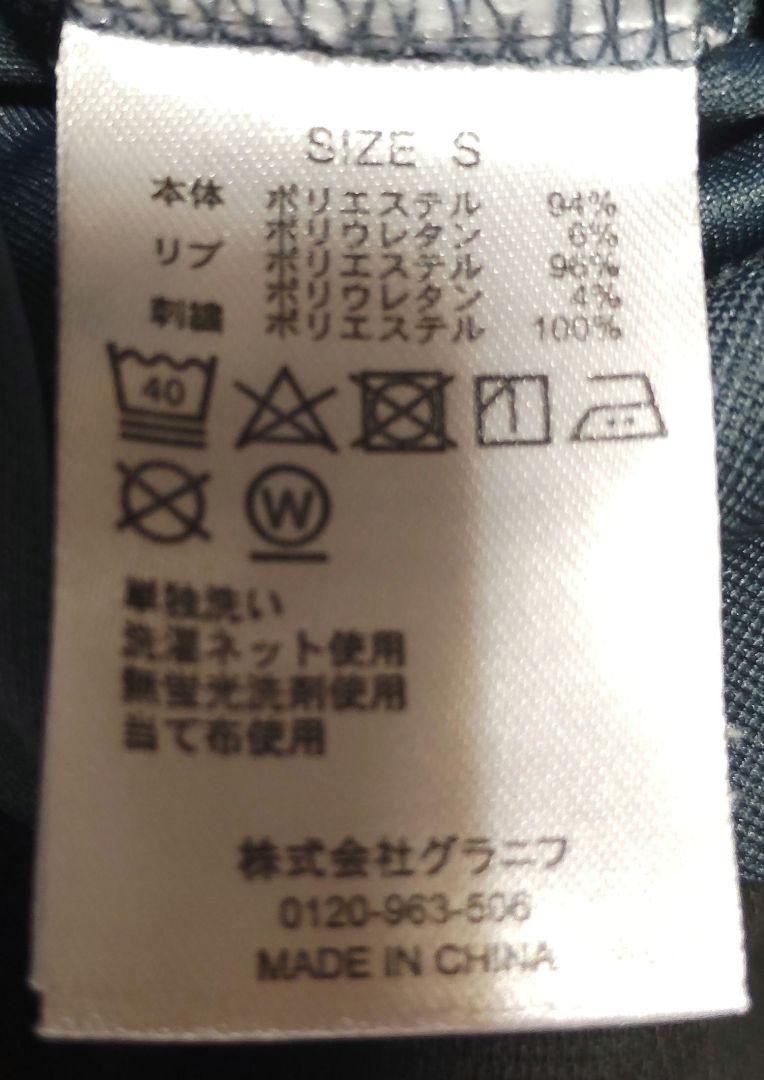 SIZE S
本体 ポリエステル 94%
ポリウレタン 6%
リブ ポリエステル 96%
ポリウレタン 4%
刺繍 ポリエステル 100%
40
W
単独洗い
洗濯ネット使用
無蛍光洗剤使用
当て布使用
株式会社グラニフ
0120-963-506
MADE IN CHINA